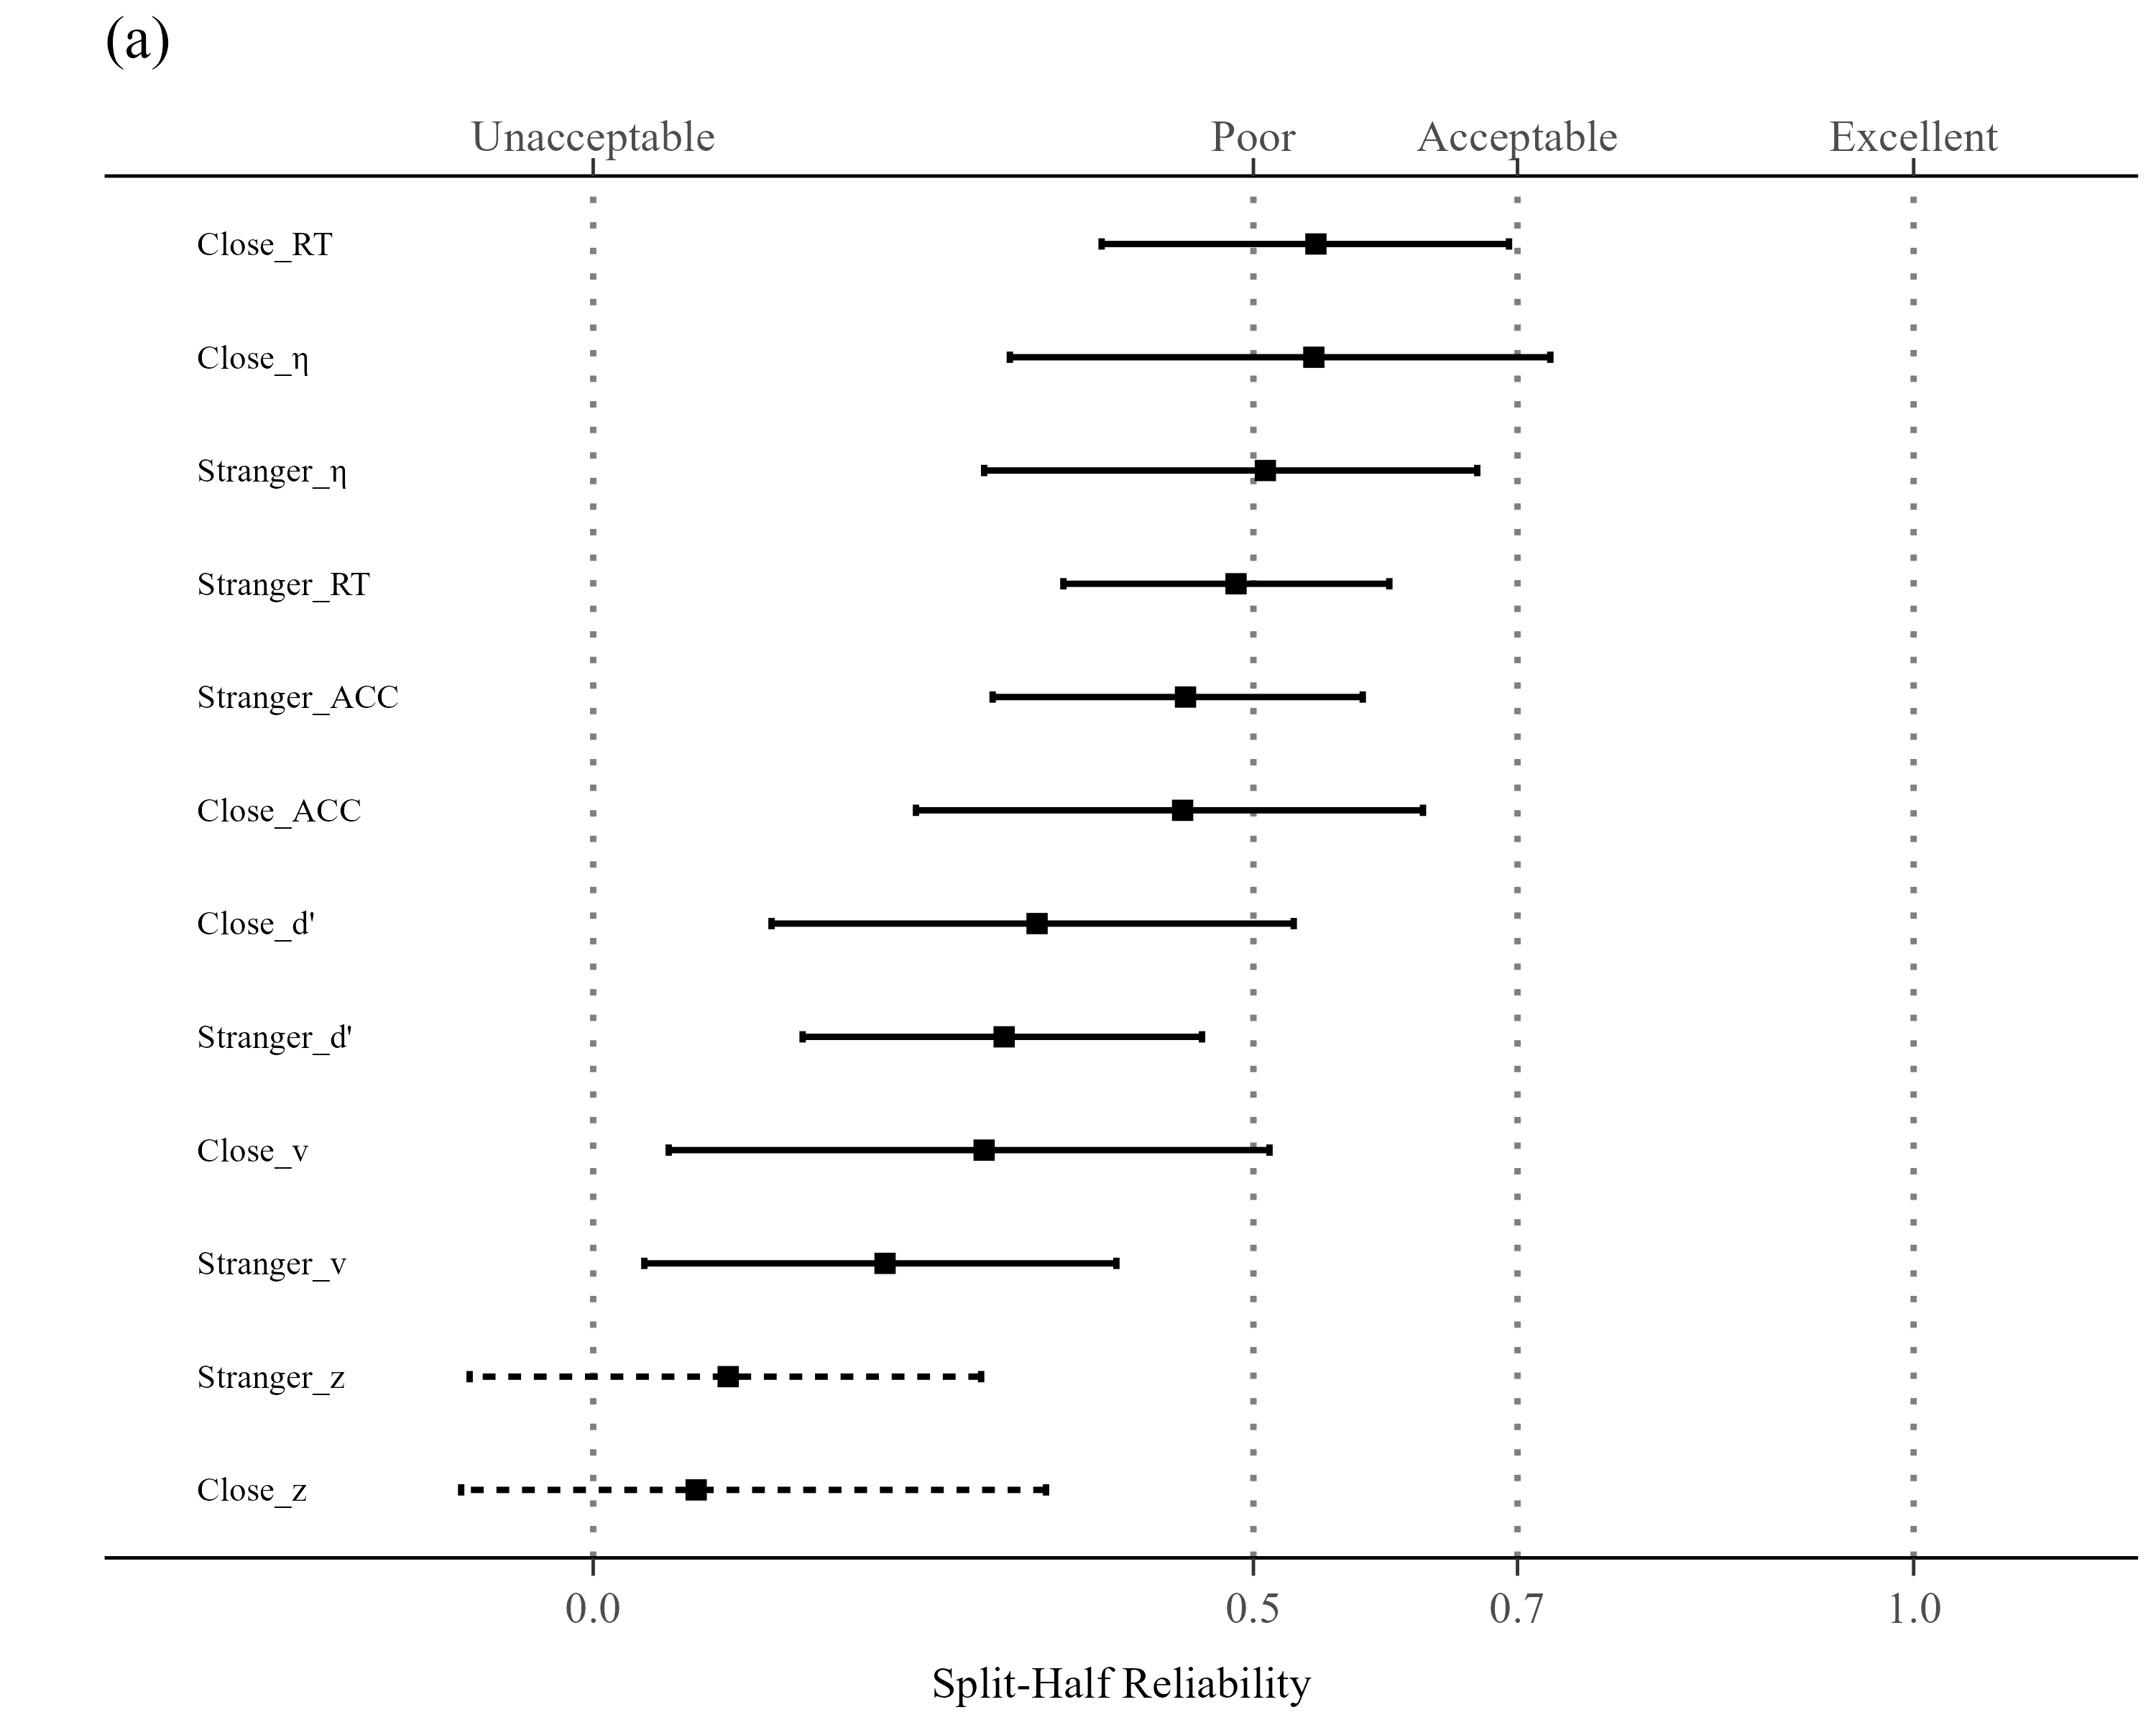 (a)
Unacceptable Poor Acceptable Excellent
Close_RT
Close_η
Stranger_η
Stranger_RT
Stranger_ACC
Close_ACC
Close_d'
Stranger_d'
Close_v
Stranger_v
Stranger_z
Close_z
0.0 0.5 0.7 1.0
Split-Half Reliability